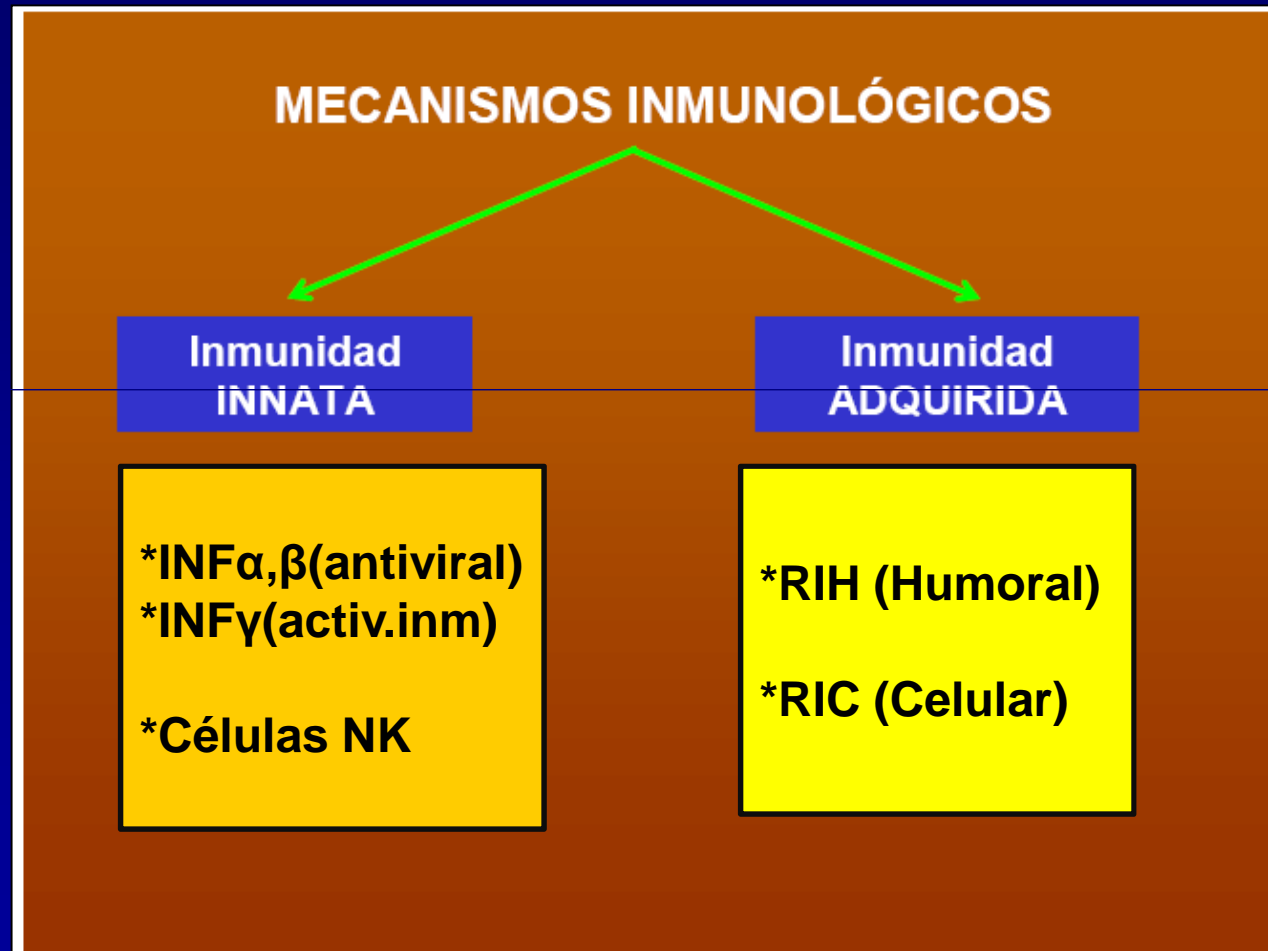 MECANISMOS INMUNOLÓGICOS
Inmunidad
INNATA
*INFα,β(antiviral)
*INFγ(activ.inm)
*Células NK
Inmunidad
ADQUIRIDA
*RIH (Humoral)
*RIC (Celular)